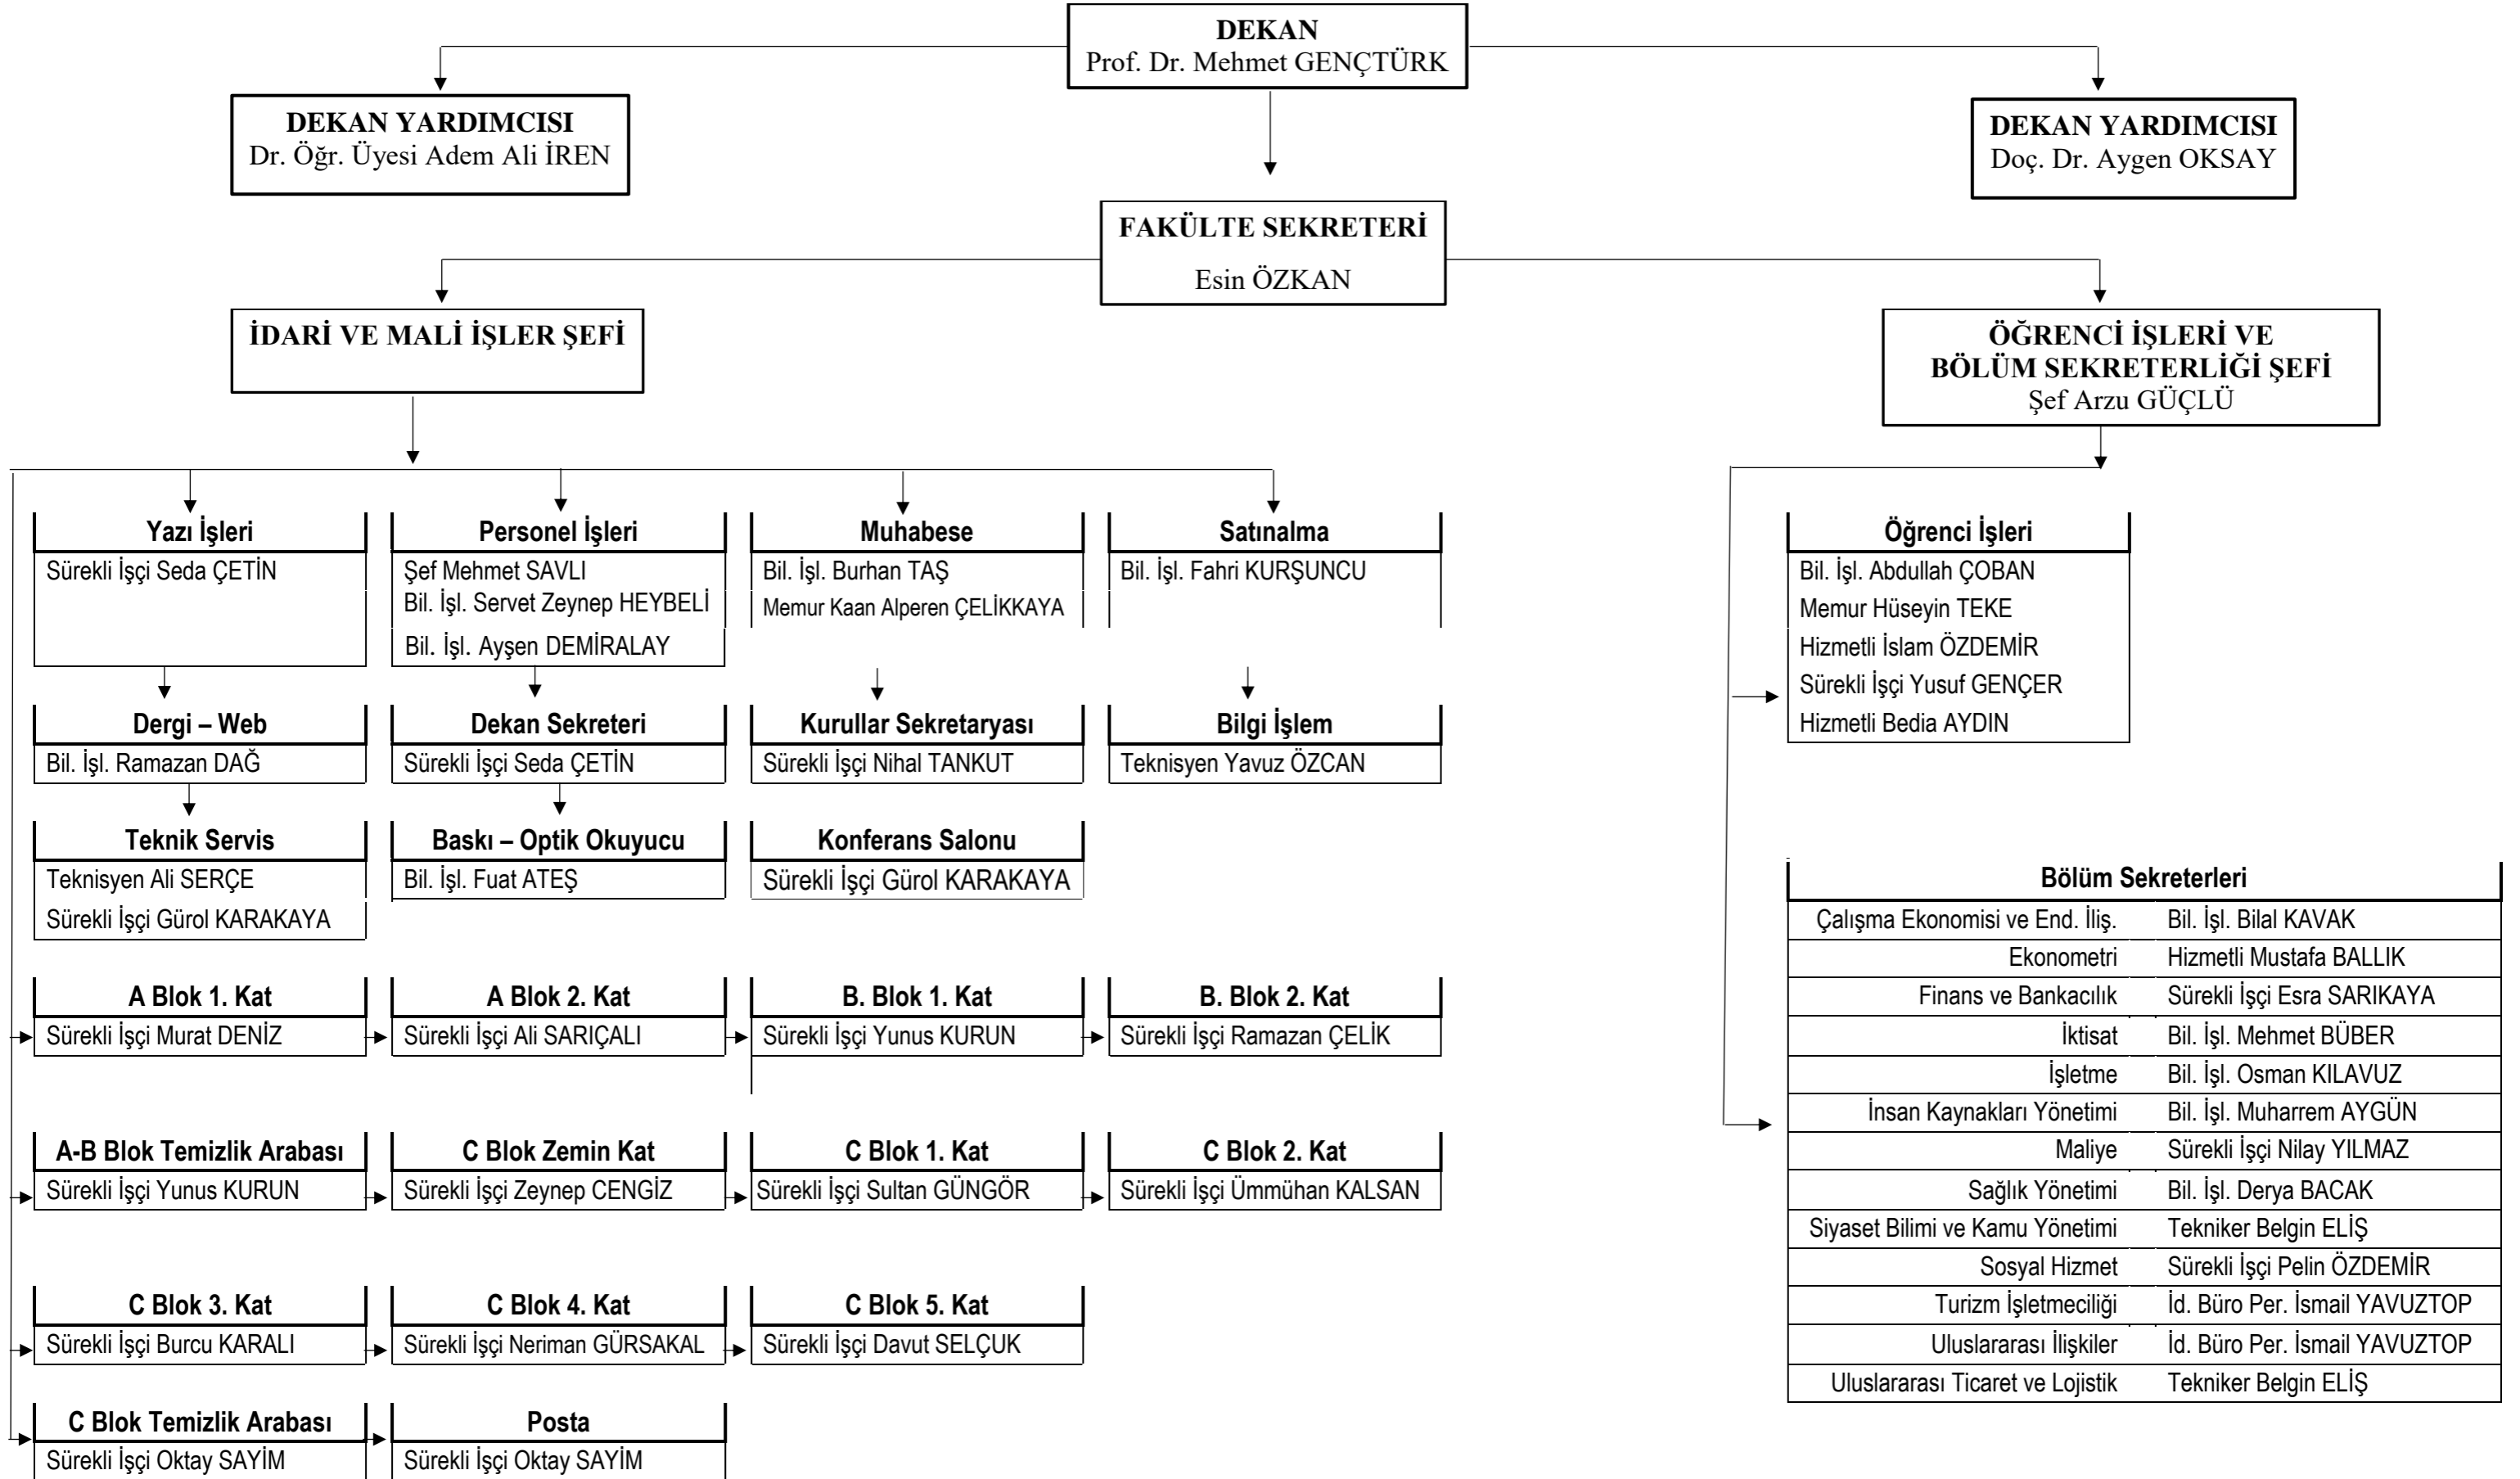 DEKAN
Prof. Dr. Mehmet GENÇTÜRK
DEKAN YARDIMCISI
Dr. Öğr. Üyesi Adem Ali İREN
DEKAN YARDIMCISI
Doç. Dr. Aygen OKSAY
FAKÜLTE SEKRETERİ
Esin ÖZKAN
İDARİ VE MALİ İŞLER ŞEFİ
ÖĞRENCİ İŞLERİ VE
BÖLÜM SEKRETERLİĞİ ŞEFİ
Şef Arzu GÜÇLÜ
Yazı İşleri
Sürekli İşçi Seda ÇETİN
Personel İşleri
Şef Mehmet SAVLI
Bil. İşl. Servet Zeynep HEYBELİ
Bil. İşl. Ayşen DEMİRALAY
Muhabese
Bil. İşl. Burhan TAŞ
Memur Kaan Alperen ÇELİKKAYA
Satınalma
Bil. İşl. Fahri KURŞUNCU
Dergi – Web
Bil. İşl. Ramazan DAĞ
Dekan Sekreteri
Sürekli İşçi Seda ÇETİN
Kurullar Sekretaryası
Sürekli İşçi Nihal TANKUT
Bilgi İşlem
Teknisyen Yavuz ÖZCAN
Teknik Servis
Teknisyen Ali SERÇE
Sürekli İşçi Gürol KARAKAYA
Baskı – Optik Okuyucu
Bil. İşl. Fuat ATEŞ
Konferans Salonu
Sürekli İşçi Gürol KARAKAYA
A Blok 1. Kat
Sürekli İşçi Murat DENİZ
A Blok 2. Kat
Sürekli İşçi Ali SARIÇALI
B. Blok 1. Kat
Sürekli İşçi Yunus KURUN
B. Blok 2. Kat
Sürekli İşçi Ramazan ÇELİK
A-B Blok Temizlik Arabası
Sürekli İşçi Yunus KURUN
C Blok Zemin Kat
Sürekli İşçi Zeynep CENGİZ
C Blok 1. Kat
Sürekli İşçi Sultan GÜNGÖR
C Blok 2. Kat
Sürekli İşçi Ümmühan KALSAN
C Blok 3. Kat
Sürekli İşçi Burcu KARALI
C Blok 4. Kat
Sürekli İşçi Neriman GÜRSAKAL
C Blok 5. Kat
Sürekli İşçi Davut SELÇUK
C Blok Temizlik Arabası
Sürekli İşçi Oktay SAYİM
Posta
Sürekli İşçi Oktay SAYİM
Öğrenci İşleri
Bil. İşl. Abdullah ÇOBAN
Memur Hüseyin TEKE
Hizmetli İslam ÖZDEMİR
Sürekli İşçi Yusuf GENÇER
Hizmetli Bedia AYDIN
Bölüm Sekreterleri
Çalışma Ekonomisi ve End. İliş. Bil. İşl. Bilal KAVAK
Ekonometri Hizmetli Mustafa BALLIK
Finans ve Bankacılık Sürekli İşçi Esra SARIKAYA
İktisat Bil. İşl. Mehmet BÜBER
İşletme Bil. İşl. Osman KILAVUZ
İnsan Kaynakları Yönetimi Bil. İşl. Muharrem AYGÜN
Maliye Sürekli İşçi Nilay YILMAZ
Sağlık Yönetimi Bil. İşl. Derya BACAK
Siyaset Bilimi ve Kamu Yönetimi Tekniker Belgin ELİŞ
Sosyal Hizmet Sürekli İşçi Pelin ÖZDEMİR
Turizm İşletmeciliği İd. Büro Per. İsmail YAVUZTOP
Uluslararası İlişkiler İd. Büro Per. İsmail YAVUZTOP
Uluslararası Ticaret ve Lojistik Tekniker Belgin ELİŞ